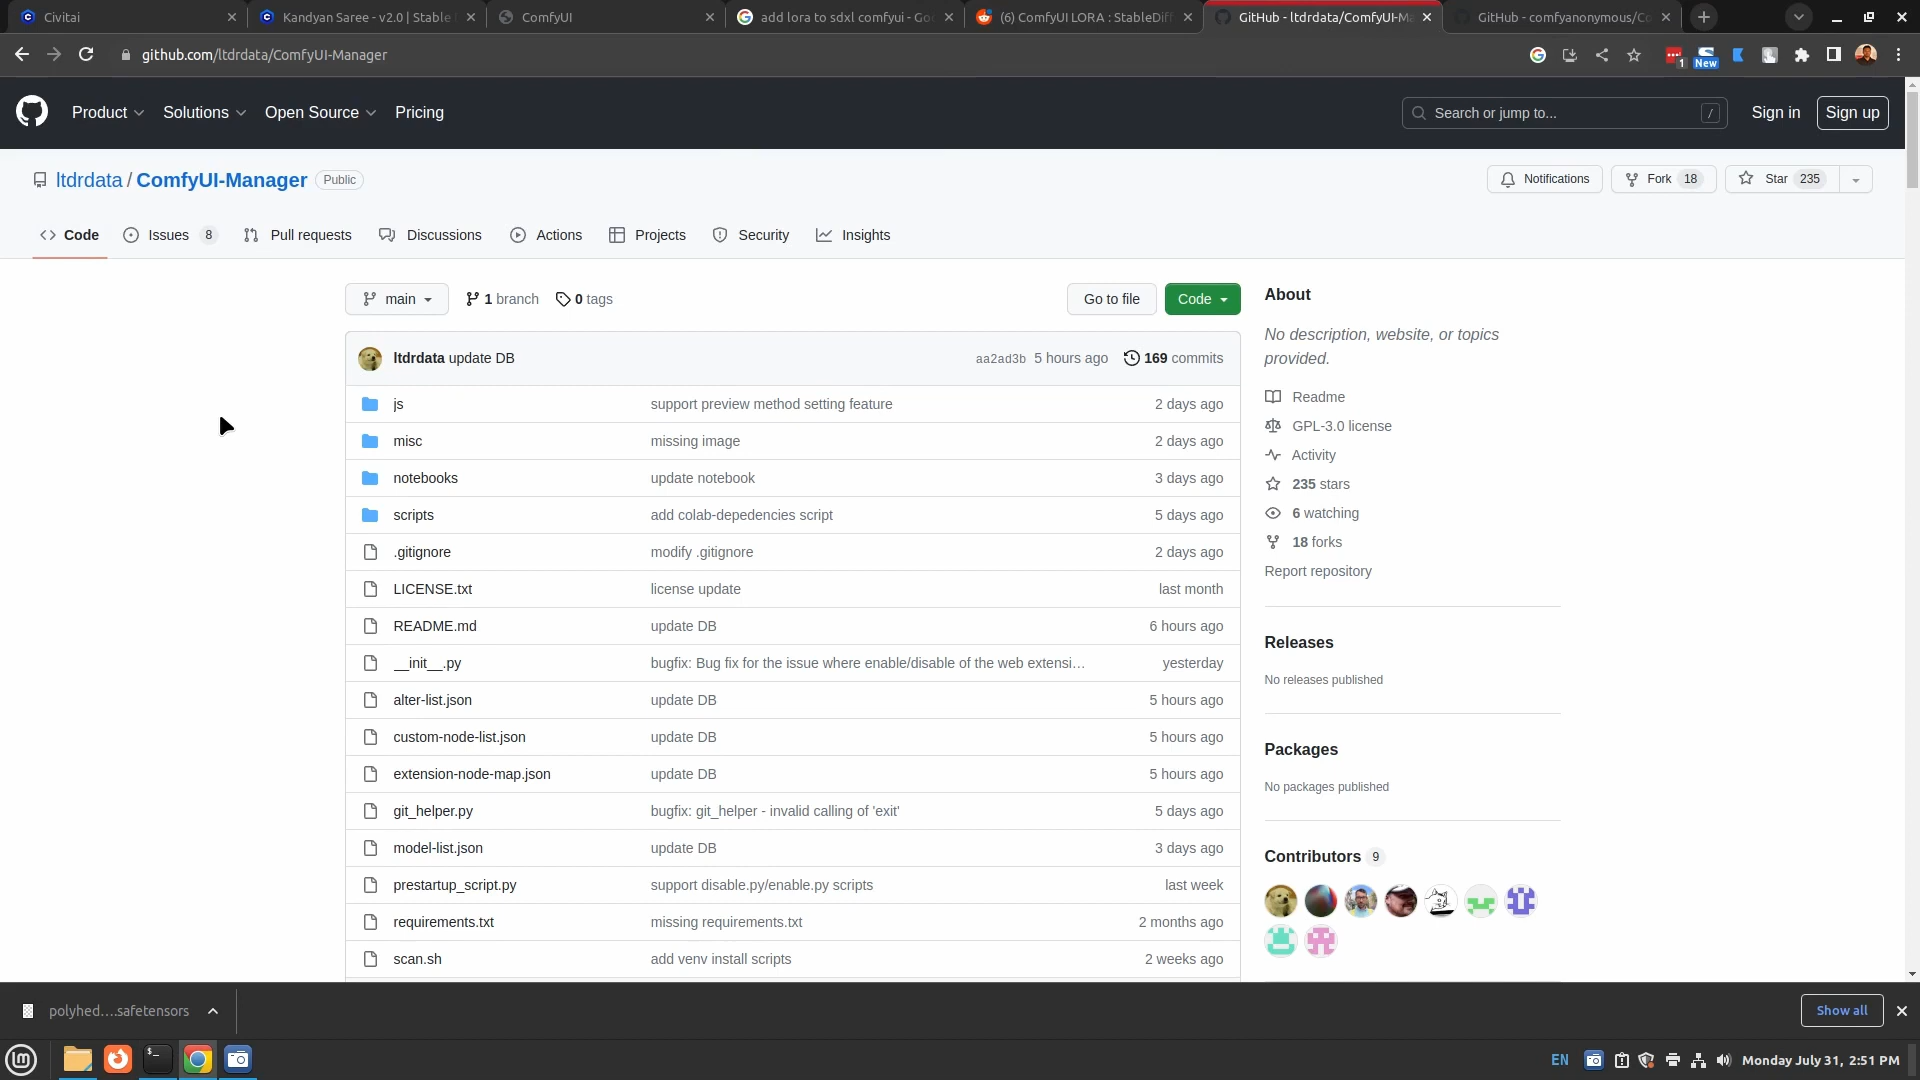 Civitai
Kandyan Saree - v2.0 | Stable
ComfyUI
add lora to sdxl comfyui - Go
(6) ComfyUI LORA : StableDiff
GitHub - ltdrdata/ComfyUI-Ma
GitHub - comfyanonymous/Co
github.com/ltdrdata/ComfyUI-Manager
1
New
Product
Solutions
Open Source
Pricing
Search or jump to...
/
Sign in
Sign up
ltdrdata / ComfyUI-Manager Public
Notifications
Fork 18
Star 235
Code
Issues 8
Pull requests
Discussions
Actions
Projects
Security
Insights
main
1 branch
0 tags
Go to file
Code
ltdrdata update DB aa2ad3b 5 hours ago 169 commits
js support preview method setting feature 2 days ago
misc missing image 2 days ago
notebooks update notebook 3 days ago
scripts add colab-depedencies script 5 days ago
.gitignore modify .gitignore 2 days ago
LICENSE.txt license update last month
README.md update DB 6 hours ago
__init__.py bugfix: Bug fix for the issue where enable/disable of the web extensi... yesterday
alter-list.json update DB 5 hours ago
custom-node-list.json update DB 5 hours ago
extension-node-map.json update DB 5 hours ago
git_helper.py bugfix: git_helper - invalid calling of 'exit' 5 days ago
model-list.json update DB 3 days ago
prestartup_script.py support disable.py/enable.py scripts last week
requirements.txt missing requirements.txt 2 months ago
scan.sh add venv install scripts 2 weeks ago
About
No description, website, or topics
provided.
Readme
GPL-3.0 license
Activity
235 stars
6 watching
18 forks
Report repository
Releases
No releases published
Packages
No packages published
Contributors 9
polyhed....safetensors
Show all
EN
Monday July 31, 2:51 PM